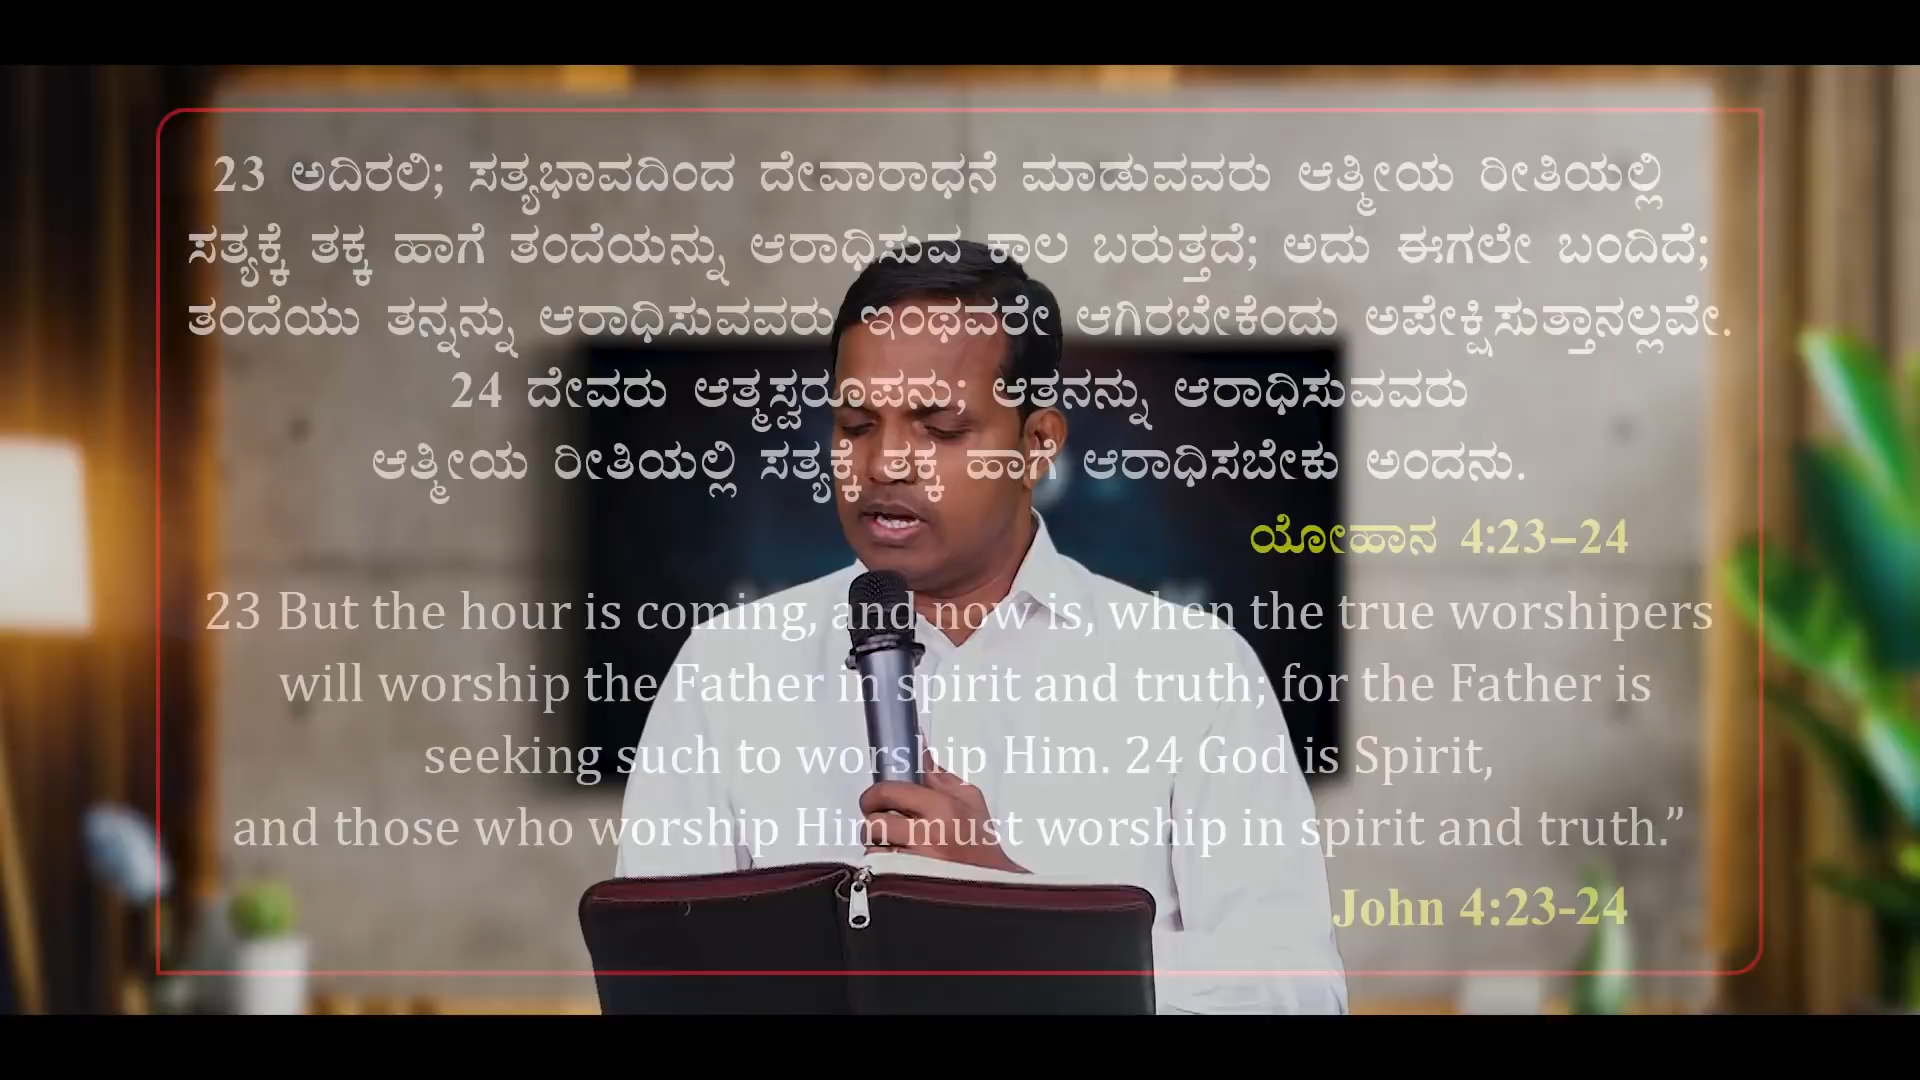 23 ಅದಿರಲಿ; ಸತ್ಯಭಾವದಿಂದ ದೇವಾರಾಧನೆ ಮಾಡುವವರು ಆತ್ಮೀಯ ರೀತಿಯಲ್ಲಿ
ಸತ್ಯಕ್ಕೆ ತಕ್ಕ ಹಾಗೆ ತಂದೆಯನ್ನು ಆರಾಧಿಸುವ ಕಾಲ ಬರುತ್ತದೆ; ಅದು ಈಗಲೇ ಬಂದಿದೆ;
ತಂದೆಯು ತನ್ನನ್ನು ಆರಾಧಿಸುವವರು ಇಂಥವರೇ ಆಗಿರಬೇಕೆಂದು ಅಪೇಕ್ಷಿಸುತ್ತಾನಲ್ಲವೇ.
24 ದೇವರು ಆತ್ಮಸ್ವರೂಪನು; ಆತನನ್ನು ಆರಾಧಿಸುವವರು
ಆತ್ಮೀಯ ರೀತಿಯಲ್ಲಿ ಸತ್ಯಕ್ಕೆ ತಕ್ಕ ಹಾಗೆ ಆರಾಧಿಸಬೇಕು ಅಂದನು.
ಯೋಹಾನ 4:23–24
23 But the hour is coming, and now is, when the true worshipers
will worship the Father in spirit and truth; for the Father is
seeking such to worship Him. 24 God is Spirit,
and those who worship Him must worship in spirit and truth.”
John 4:23-24